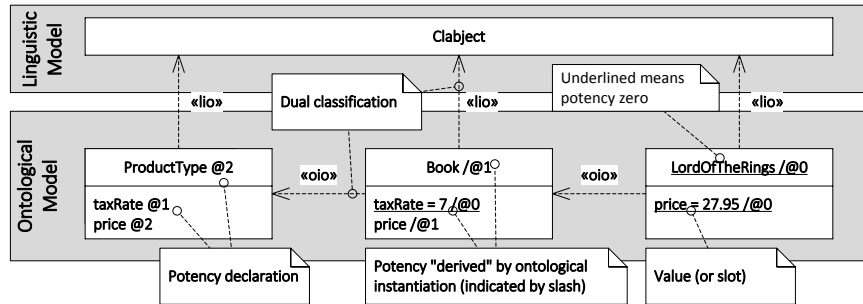 Linguistic
Model
Clabject
«lio»
«lio»
«lio»
Dual classification
Underlined means
potency zero
Ontological
Model
ProductType @2
taxRate @1
price @2
«oio»
Book /@1
taxRate = 7 /@0
price /@1
«oio»
LordOfTheRings /@0
price = 27.95 /@0
Potency declaration
Potency "derived" by ontological
instantiation (indicated by slash)
Value (or slot)